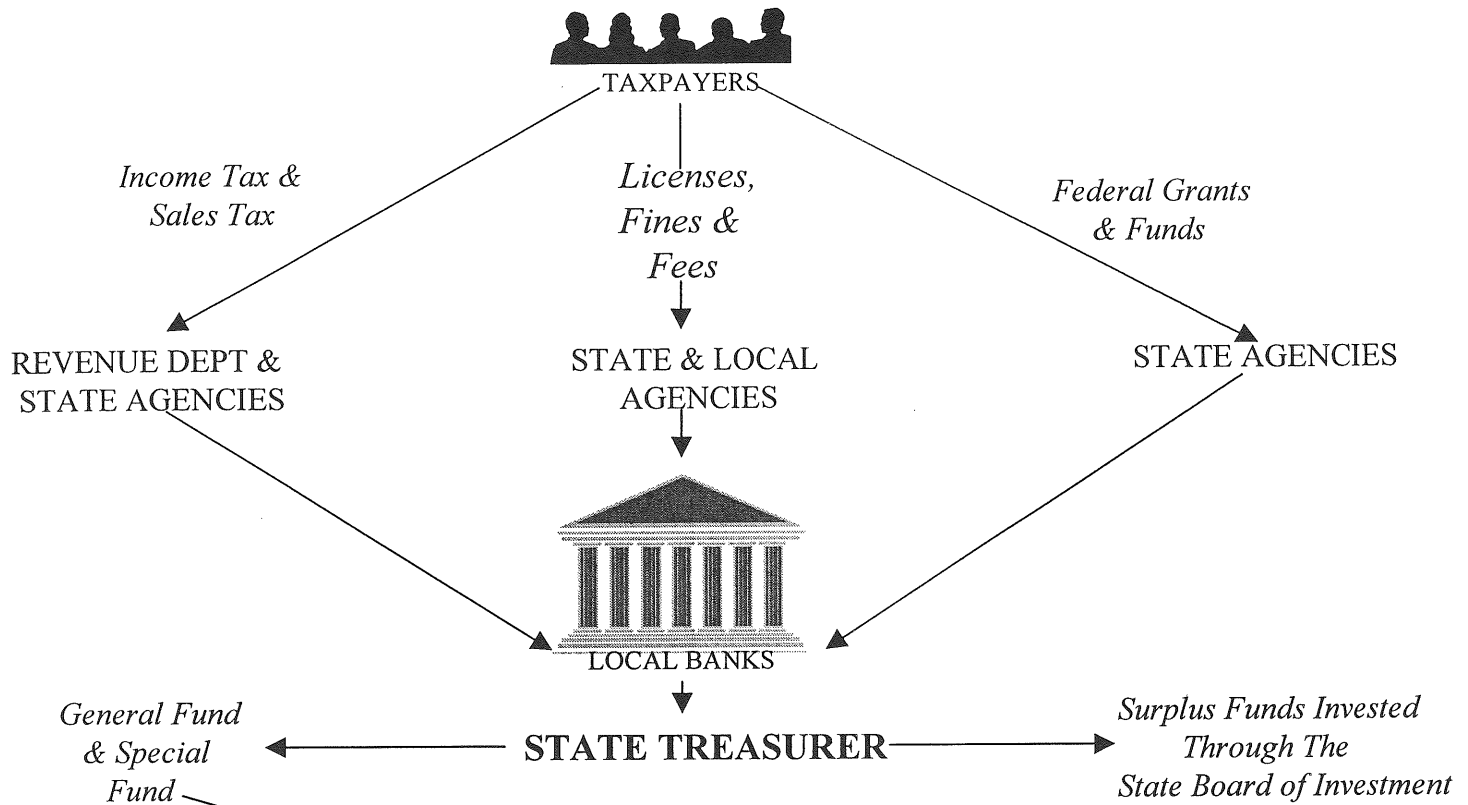 TAXPAYERS
Income Tax &
Sales Tax
Licenses,
Fines &
Fees
Federal Grants
& Funds
REVENUE DEPT &
STATE AGENCIES
STATE & LOCAL
AGENCIES
STATE AGENCIES
LOCAL BANKS
General Fund
& Special
Fund
STATE TREASURER
Surplus Funds Invested
Through The
State Board of Investment